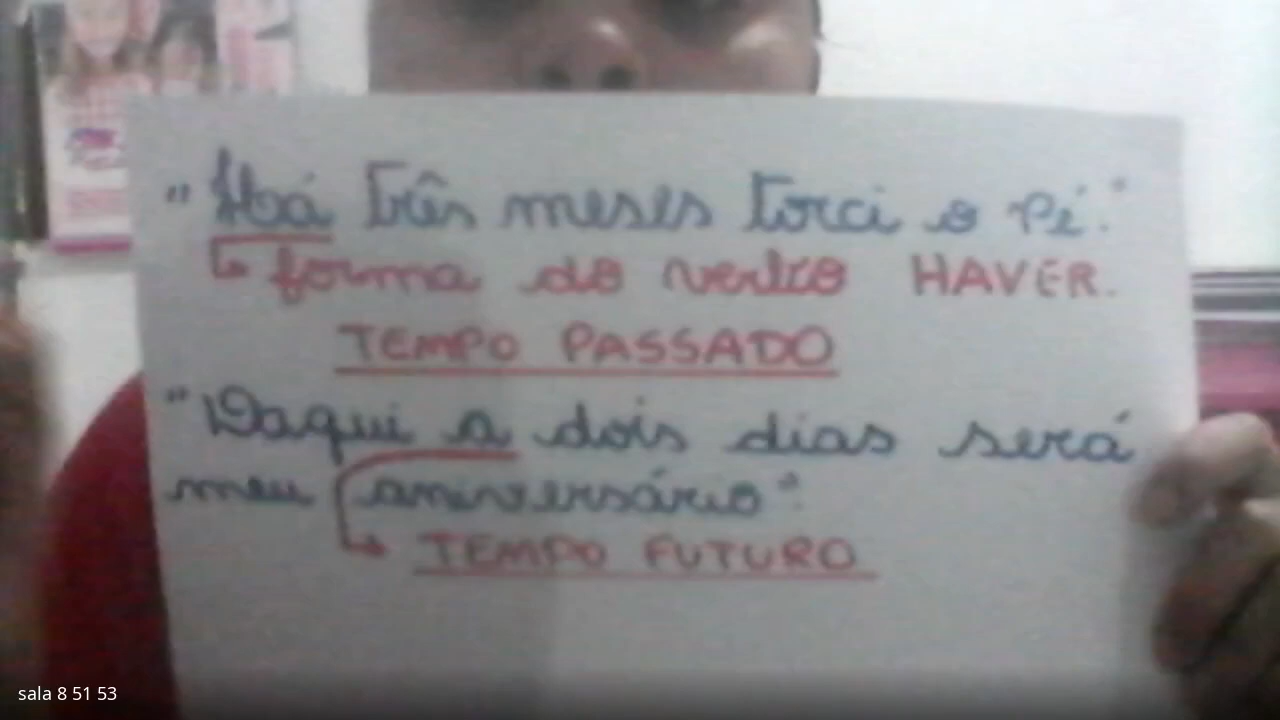 "Há três meses torci o pé."
↳ forma do verbo HAVER.
TEMPO PASSADO
"Daqui a dois dias será
meu aniversário".
→ TEMPO FUTURO
sala 8 51 53